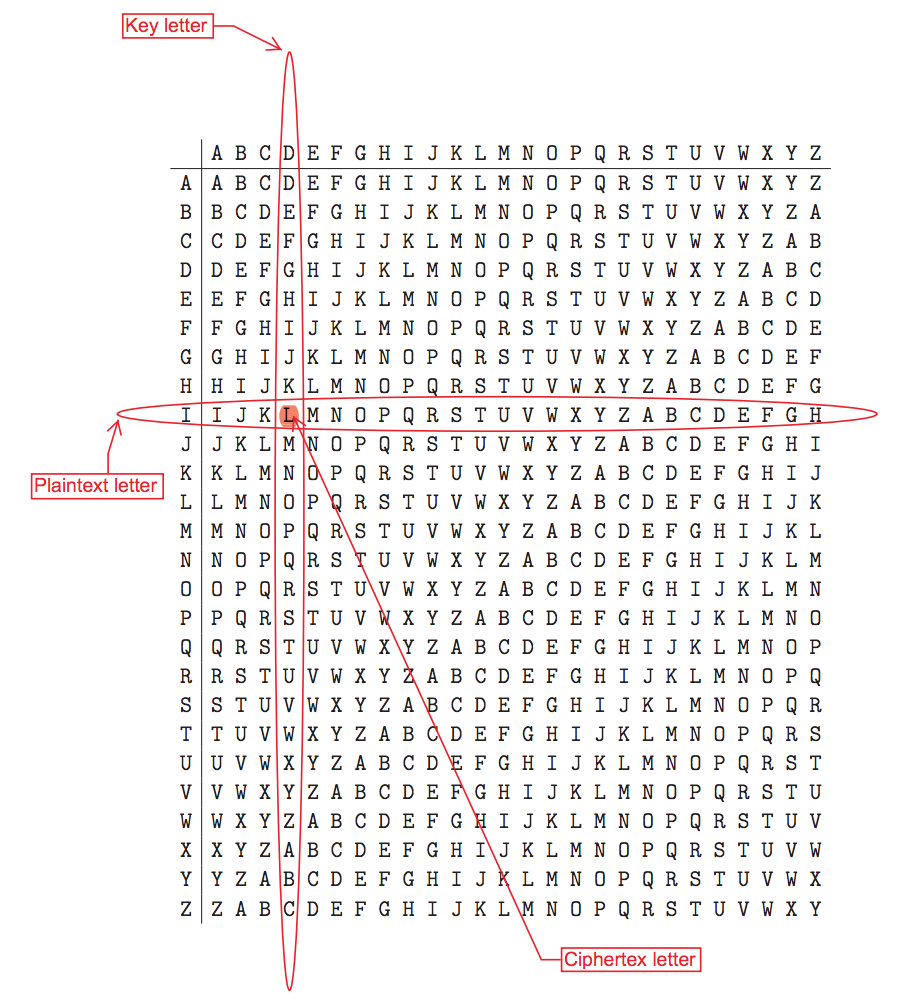 Key letter
A B C D E F G H I J K L M N O P Q R S T U V W X Y Z
A A B C D E F G H I J K L M N O P Q R S T U V W X Y Z
B B C D E F G H I J K L M N O P Q R S T U V W X Y Z A
C C D E F G H I J K L M N O P Q R S T U V W X Y Z A B
D D E F G H I J K L M N O P Q R S T U V W X Y Z A B C
E E F G H I J K L M N O P Q R S T U V W X Y Z A B C D
F F G H I J K L M N O P Q R S T U V W X Y Z A B C D E
G G H I J K L M N O P Q R S T U V W X Y Z A B C D E F
H H I J K L M N O P Q R S T U V W X Y Z A B C D E F G
I I J K L M N O P Q R S T U V W X Y Z A B C D E F G H
J J K L M N O P Q R S T U V W X Y Z A B C D E F G H I
K K L M N O P Q R S T U V W X Y Z A B C D E F G H I J
Plaintext letter
L L M N O P Q R S T U V W X Y Z A B C D E F G H I J K
M M N O P Q R S T U V W X Y Z A B C D E F G H I J K L
N N O P Q R S T U V W X Y Z A B C D E F G H I J K L M
O O P Q R S T U V W X Y Z A B C D E F G H I J K L M N
P P Q R S T U V W X Y Z A B C D E F G H I J K L M N O
Q Q R S T U V W X Y Z A B C D E F G H I J K L M N O P
R R S T U V W X Y Z A B C D E F G H I J K L M N O P Q
S S T U V W X Y Z A B C D E F G H I J K L M N O P Q R
T T U V W X Y Z A B C D E F G H I J K L M N O P Q R S
U U V W X Y Z A B C D E F G H I J K L M N O P Q R S T
V V W X Y Z A B C D E F G H I J K L M N O P Q R S T U
W W X Y Z A B C D E F G H I J K L M N O P Q R S T U V
X X Y Z A B C D E F G H I J K L M N O P Q R S T U V W
Y Y Z A B C D E F G H I J K L M N O P Q R S T U V W X
Z Z A B C D E F G H I J K L M N O P Q R S T U V W X Y
Ciphertex letter